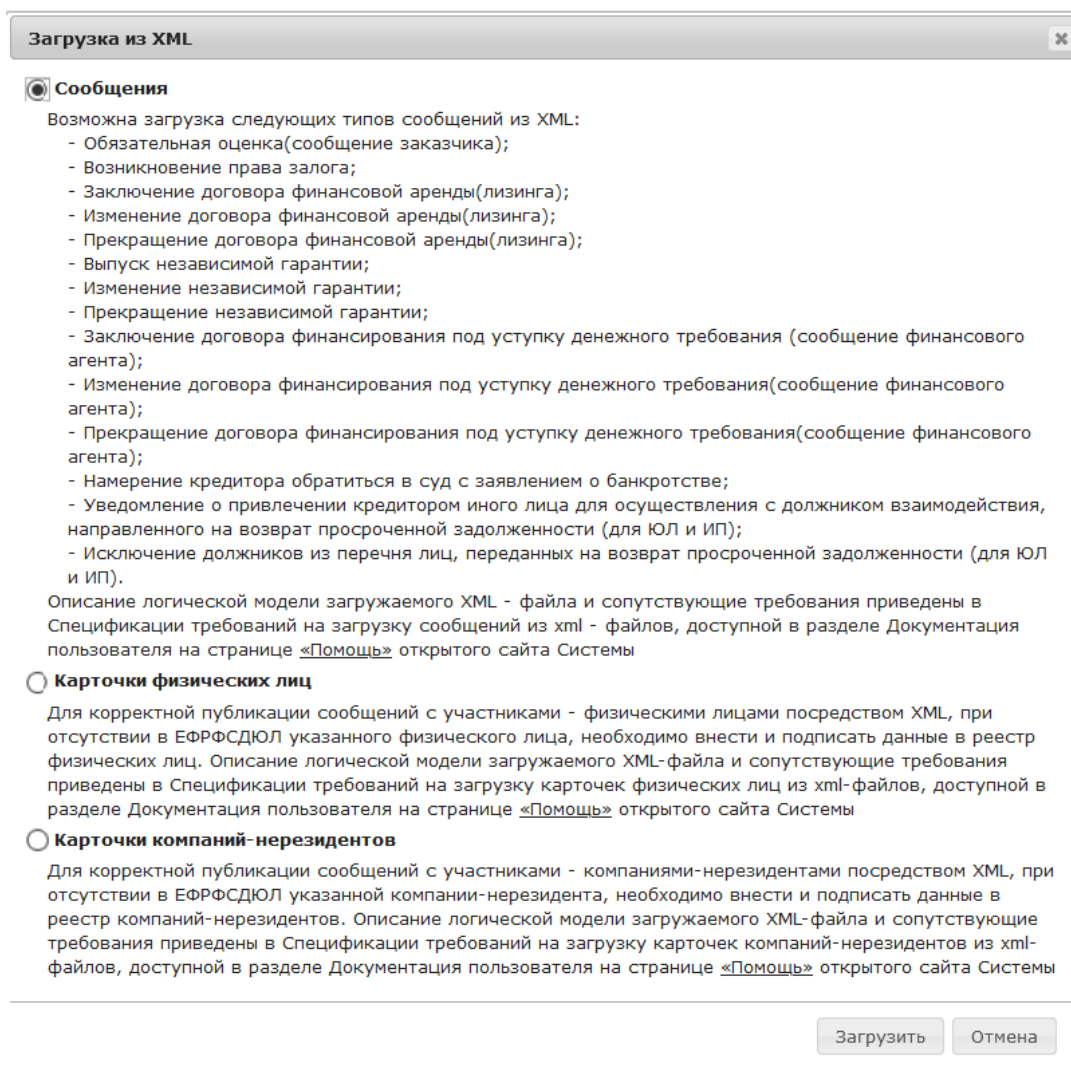 Загрузка из XML
Сообщения
Возможна загрузка следующих типов сообщений из XML:
- Обязательная оценка(сообщение заказчика);
- Возникновение права залога;
- Заключение договора финансовой аренды(лизинга);
- Изменение договора финансовой аренды(лизинга);
- Прекращение договора финансовой аренды(лизинга);
- Выпуск независимой гарантии;
- Изменение независимой гарантии;
- Прекращение независимой гарантии;
- Заключение договора финансирования под уступку денежного требования (сообщение финансового
агента);
- Изменение договора финансирования под уступку денежного требования(сообщение финансового
агента);
- Прекращение договора финансирования под уступку денежного требования(сообщение финансового
агента);
- Намерение кредитора обратиться в суд с заявлением о банкротстве;
- Уведомление о привлечении кредитором иного лица для осуществления с должником взаимодействия,
направленного на возврат просроченной задолженности (для ЮЛ и ИП);
- Исключение должников из перечня лиц, переданных на возврат просроченной задолженности (для ЮЛ
и ИП).
Описание логической модели загружаемого XML - файла и сопутствующие требования приведены в
Спецификации требований на загрузку сообщений из xml - файлов, доступной в разделе Документация
пользователя на странице «Помощь» открытого сайта Системы
Карточки физических лиц
Для корректной публикации сообщений с участниками - физическими лицами посредством XML, при
отсутствии в ЕФРФСДЮЛ указанного физического лица, необходимо внести и подписать данные в реестр
физических лиц. Описание логической модели загружаемого XML-файла и сопутствующие требования
приведены в Спецификации требований на загрузку карточек физических лиц из xml-файлов, доступной в
разделе Документация пользователя на странице «Помощь» открытого сайта Системы
Карточки компаний-нерезидентов
Для корректной публикации сообщений с участниками - компаниями-нерезидентами посредством XML, при
отсутствии в ЕФРФСДЮЛ указанной компании-нерезидента, необходимо внести и подписать данные в
реестр компаний-нерезидентов. Описание логической модели загружаемого XML-файла и сопутствующие
требования приведены в Спецификации требований на загрузку карточек компаний-нерезидентов из xml-
файлов, доступной в разделе Документация пользователя на странице «Помощь» открытого сайта Системы
Загрузить
Отмена